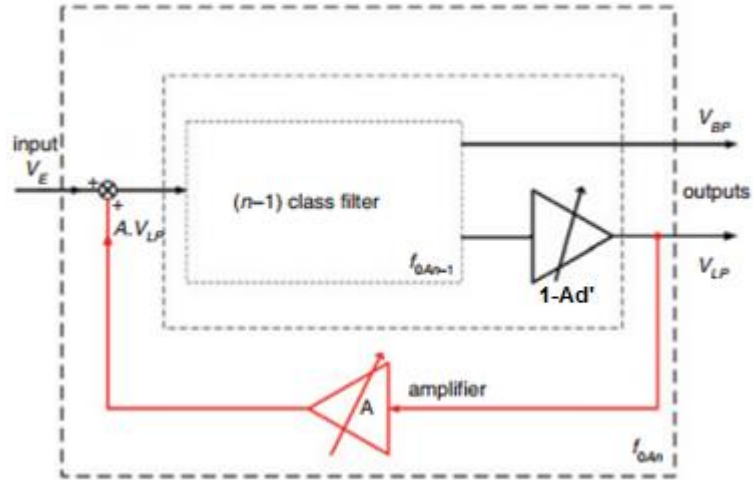 V_BP
input
V_E
+
+
A.V_LP
(n–1) class filter
outputs
f_0An–1
1-Ad'
V_LP
amplifier
A
f_0An